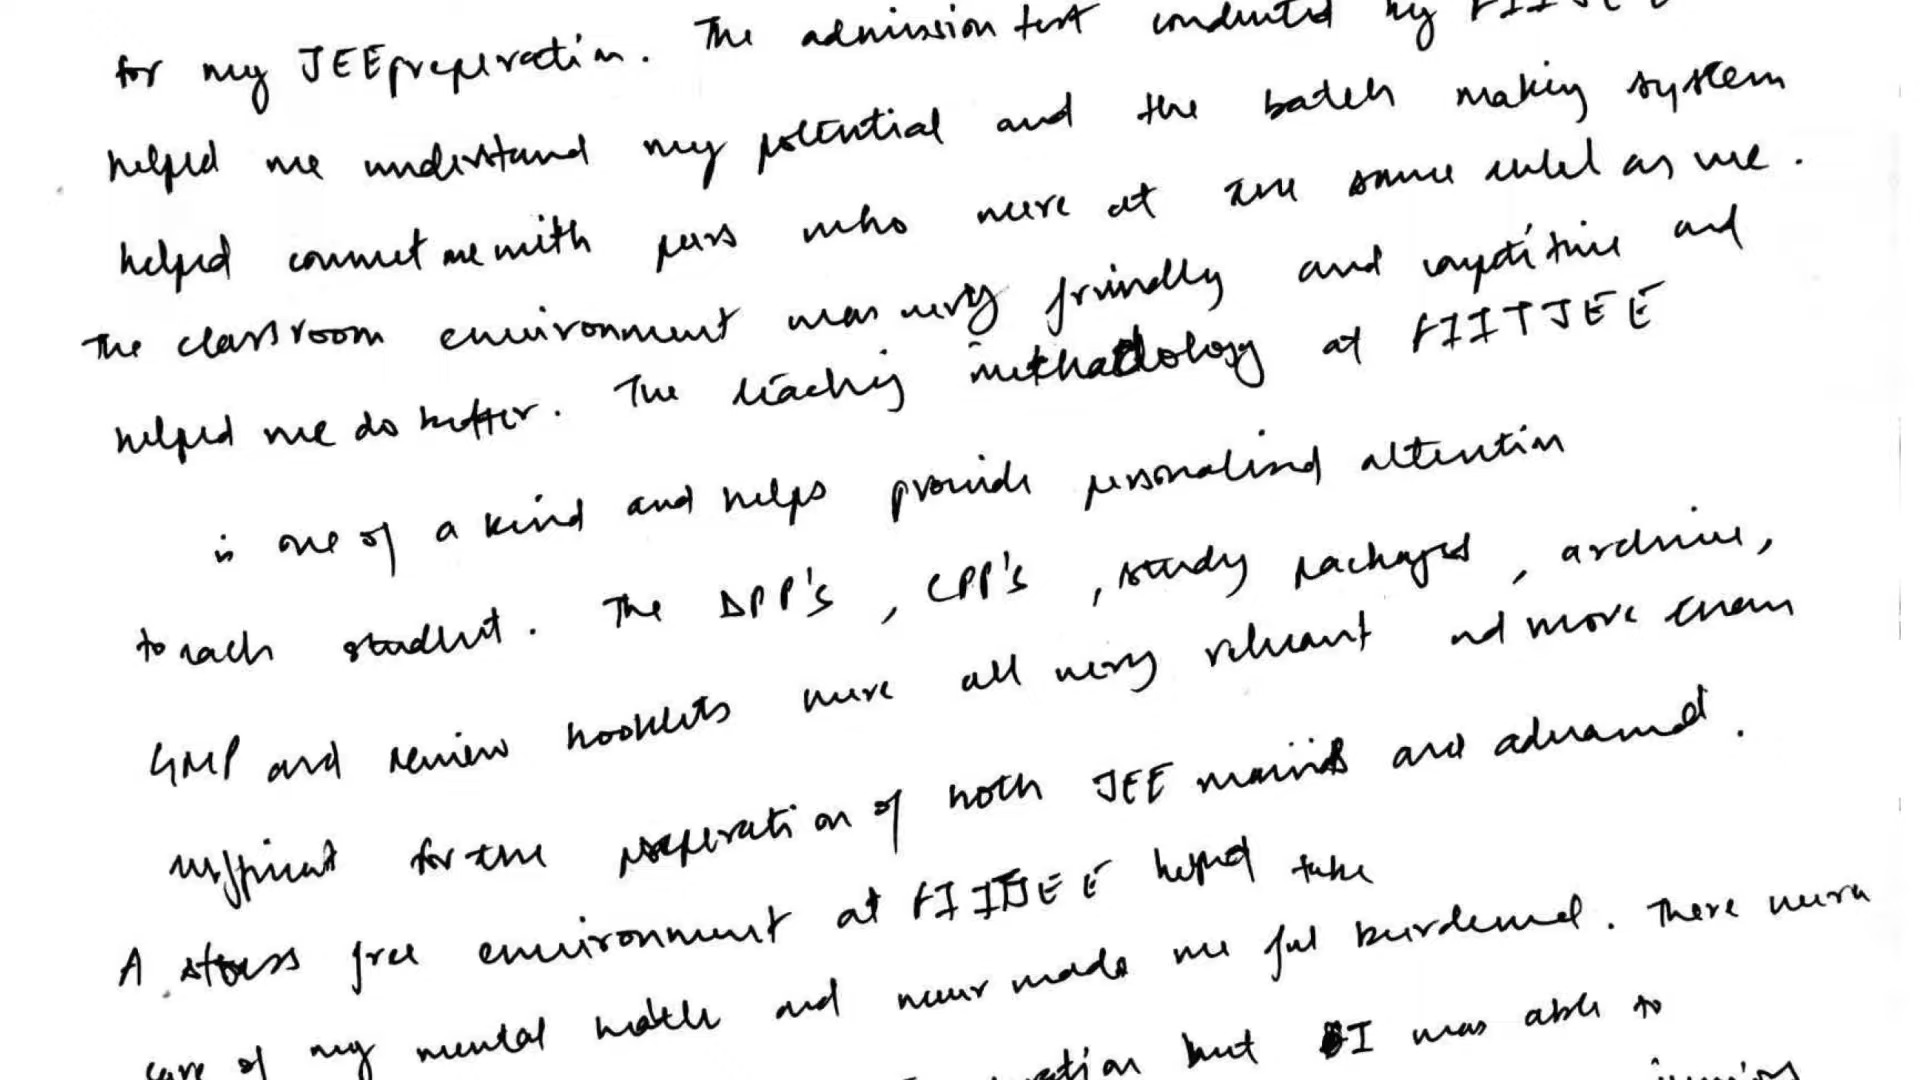 for my JEE preperation. The admission test conducted by FIITJEE
helped me understand my potential and the batch making system
helped connect me with peers who were at the same level as me.
The classroom environment was very friendly and comptitive and
helped me do better. The teaching methodology at FIITJEE
is one of a kind and helps provide personalised attention
to each student. The DPP's, CPP's, study packages, archive,
GMP and review booklets were all very relevant and more than
sufficient for the preperation of both JEE mains and advanced.
A stress free environment at FIITJEE helped take
care of my mental health and never made me feel burdened. There were
but I was able to